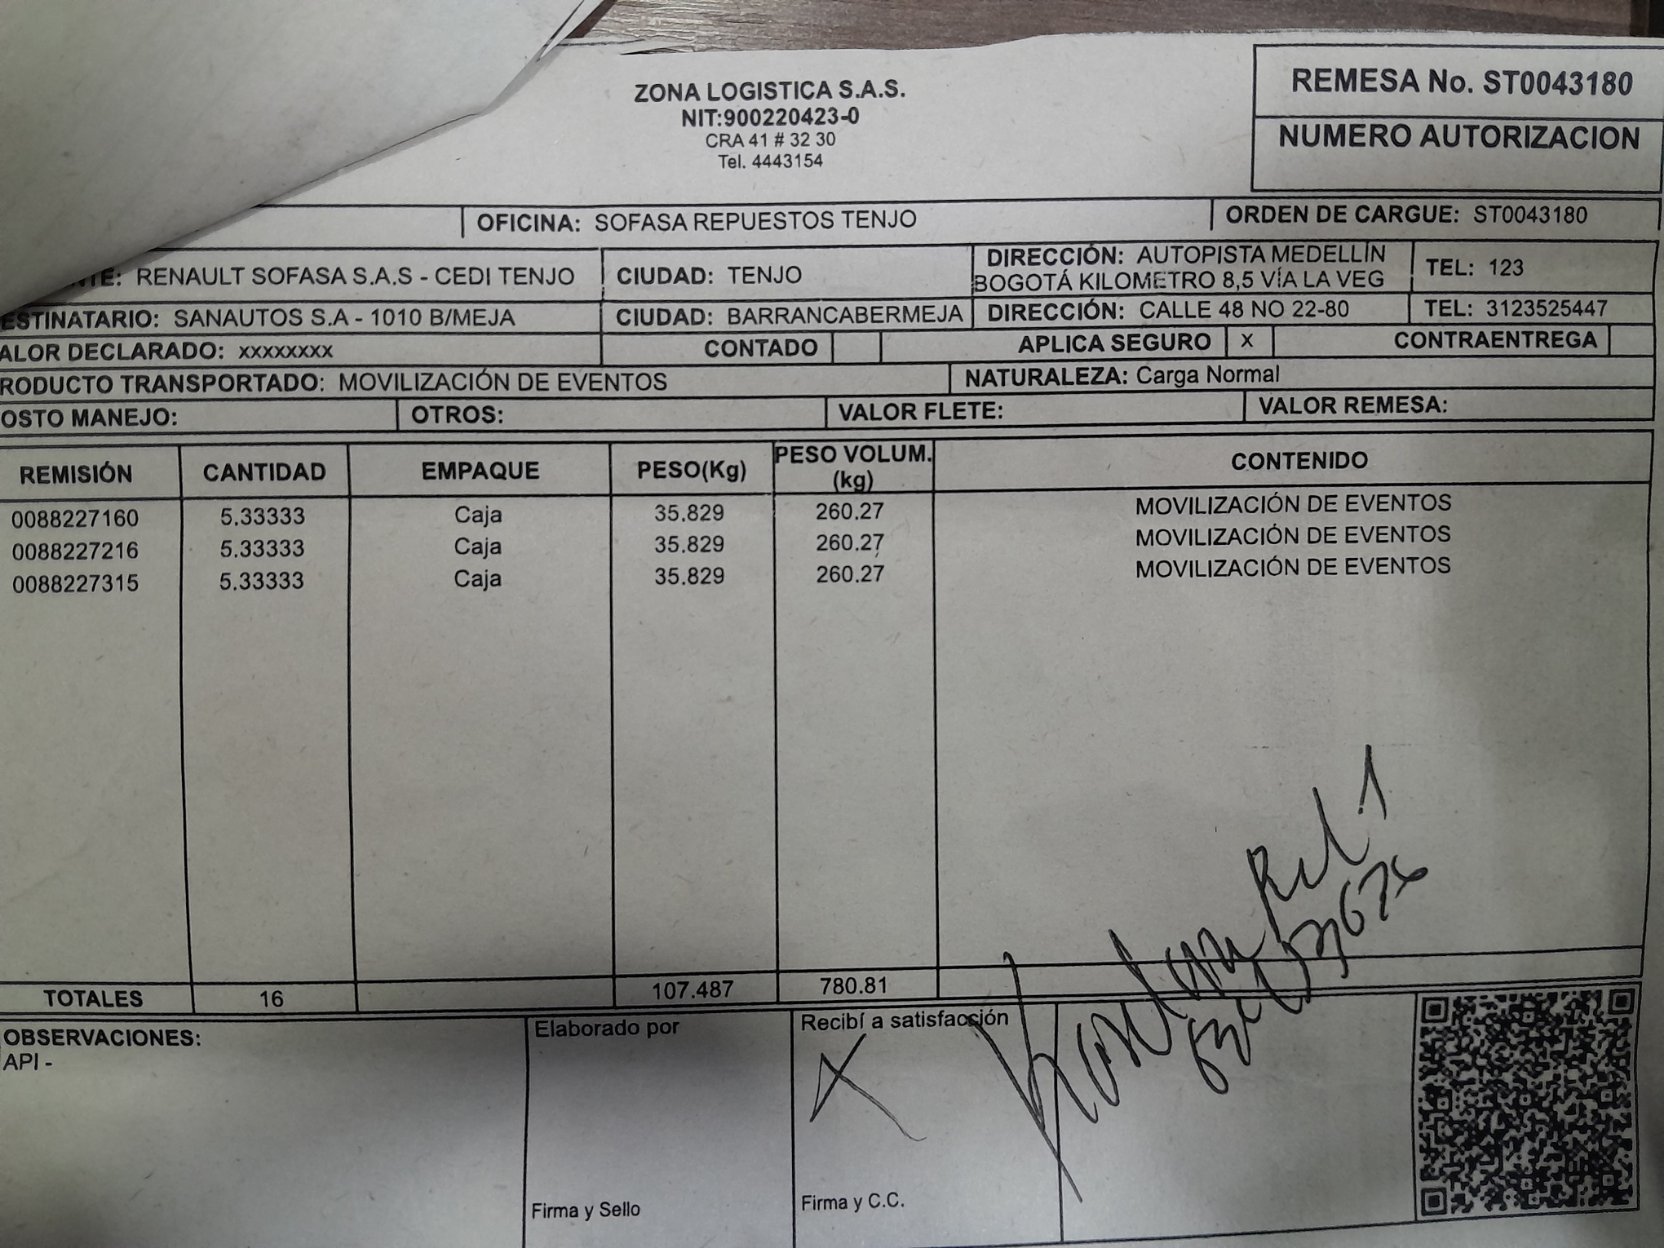 ZONA LOGISTICA S.A.S.
NIT:900220423-0
CRA 41 # 32 30
Tel. 4443154
REMESA No. ST0043180
NUMERO AUTORIZACION
OFICINA: SOFASA REPUESTOS TENJO
ORDEN DE CARGUE: ST0043180
NTE: RENAULT SOFASA S.A.S - CEDI TENJO
CIUDAD: TENJO
DIRECCIÓN: AUTOPISTA MEDELLÍN
BOGOTÁ KILOMETRO 8,5 VÍA LA VEG
TEL: 123
ESTINATARIO: SANAUTOS S.A - 1010 B/MEJA
CIUDAD: BARRANCABERMEJA
DIRECCIÓN: CALLE 48 NO 22-80
TEL: 3123525447
ALOR DECLARADO: xxxxxxxx
CONTADO
APLICA SEGURO X
CONTRAENTREGA
RODUCTO TRANSPORTADO: MOVILIZACIÓN DE EVENTOS
NATURALEZA: Carga Normal
OSTO MANEJO:
OTROS:
VALOR FLETE:
VALOR REMESA:
REMISIÓN CANTIDAD EMPAQUE PESO(Kg) PESO VOLUM. (kg) CONTENIDO
0088227160 5.33333 Caja 35.829 260.27 MOVILIZACIÓN DE EVENTOS
0088227216 5.33333 Caja 35.829 260.27 MOVILIZACIÓN DE EVENTOS
0088227315 5.33333 Caja 35.829 260.27 MOVILIZACIÓN DE EVENTOS
TOTALES 16 107.487 780.81
OBSERVACIONES:
API -
Elaborado por
Firma y Sello
Recibí a satisfacción
X
Firma y C.C.